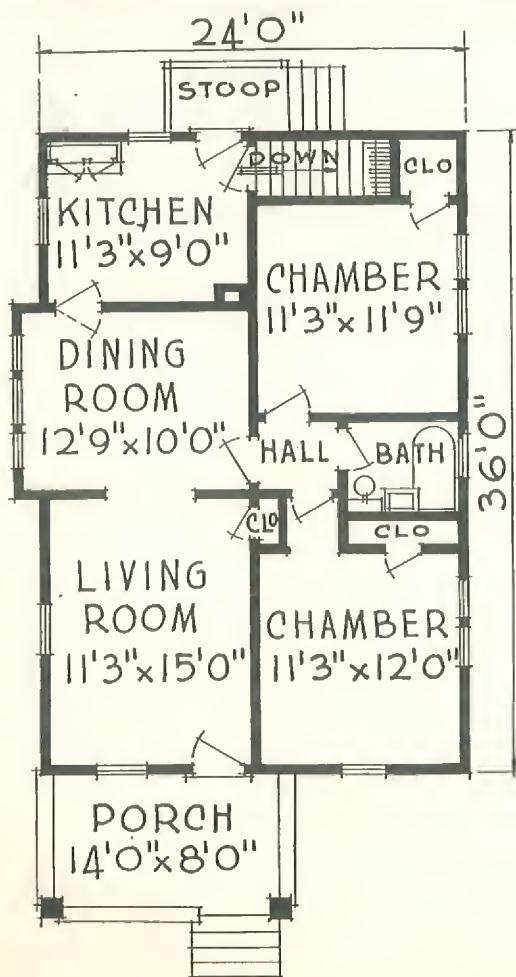 24'0"
STOOP
DOWN
CLO
KITCHEN
11'3"x9'0"
CHAMBER
11'3"x11'9"
DINING
ROOM
12'9"x10'0"
HALL
BATH
36'0"
CLO
CLO
LIVING
ROOM
11'3"x15'0"
CHAMBER
11'3"x12'0"
PORCH
14'0"x8'0"